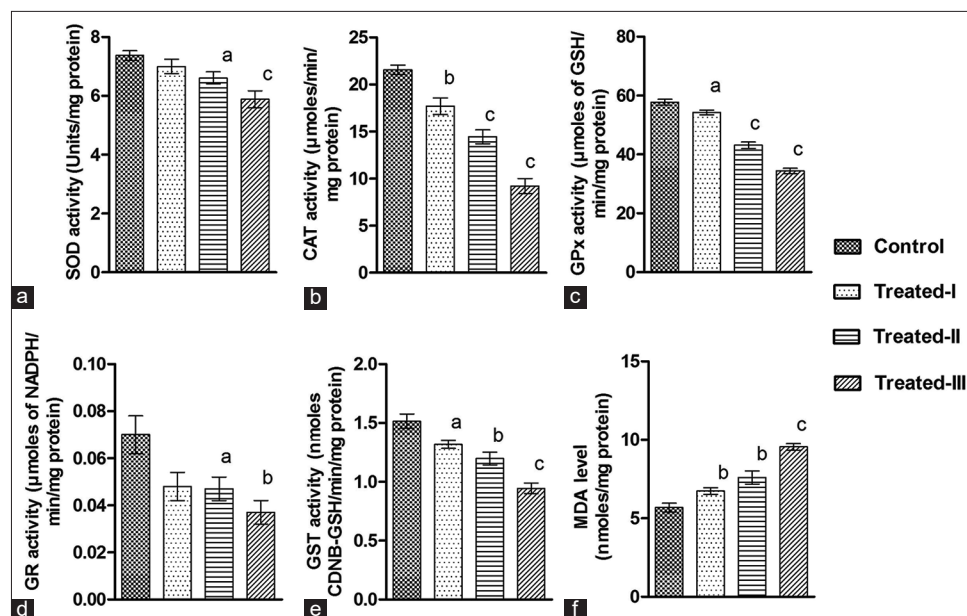 SOD activity (Units/mg protein)
8
6
4
2
0
a
c
a
CAT activity (μmoles/min/
mg protein)
25
20
15
10
5
0
b
c
c
b
GPx activity (μmoles of GSH/
min/mg protein)
80
60
40
20
0
a
c
c
c
Control
Treated-I
Treated-II
Treated-III
GR activity (μmoles of NADPH/
min/mg protein)
0.10
0.08
0.06
0.04
0.02
0.00
a
b
d
GST activity (nmoles
CDNB-GSH/min/mg protein)
2.0
1.5
1.0
0.5
0.0
a
b
c
e
MDA level
(nmoles/mg protein)
15
10
5
0
b
b
c
f